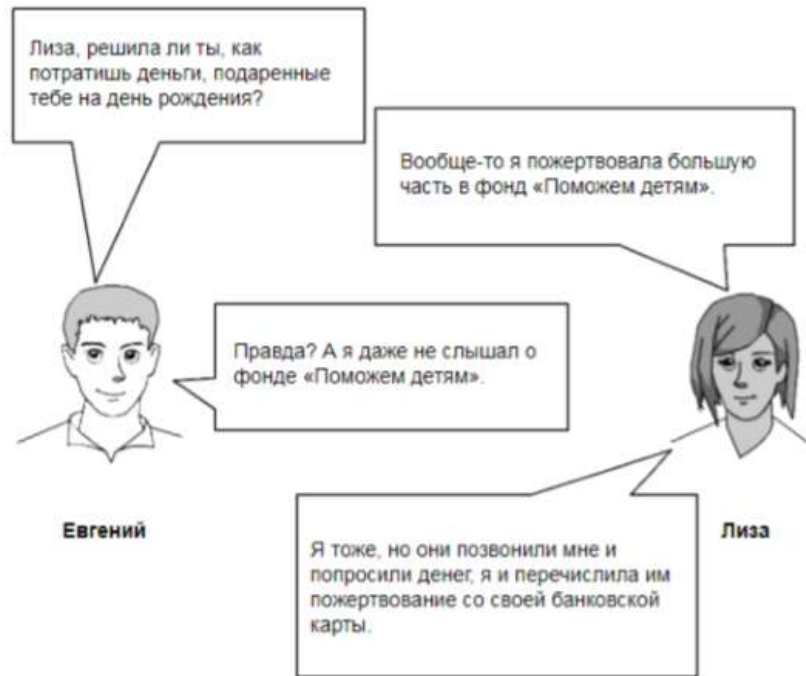 Лиза, решила ли ты, как
потратишь деньги, подаренные
тебе на день рождения?
Вообще-то я пожертвовала большую
часть в фонд «Поможем детям».
Правда? А я даже не слышал о
фонде «Поможем детям».
Евгений
Лиза
Я тоже, но они позвонили мне и
попросили денег, я и перечислила им
пожертвование со своей банковской
карты.